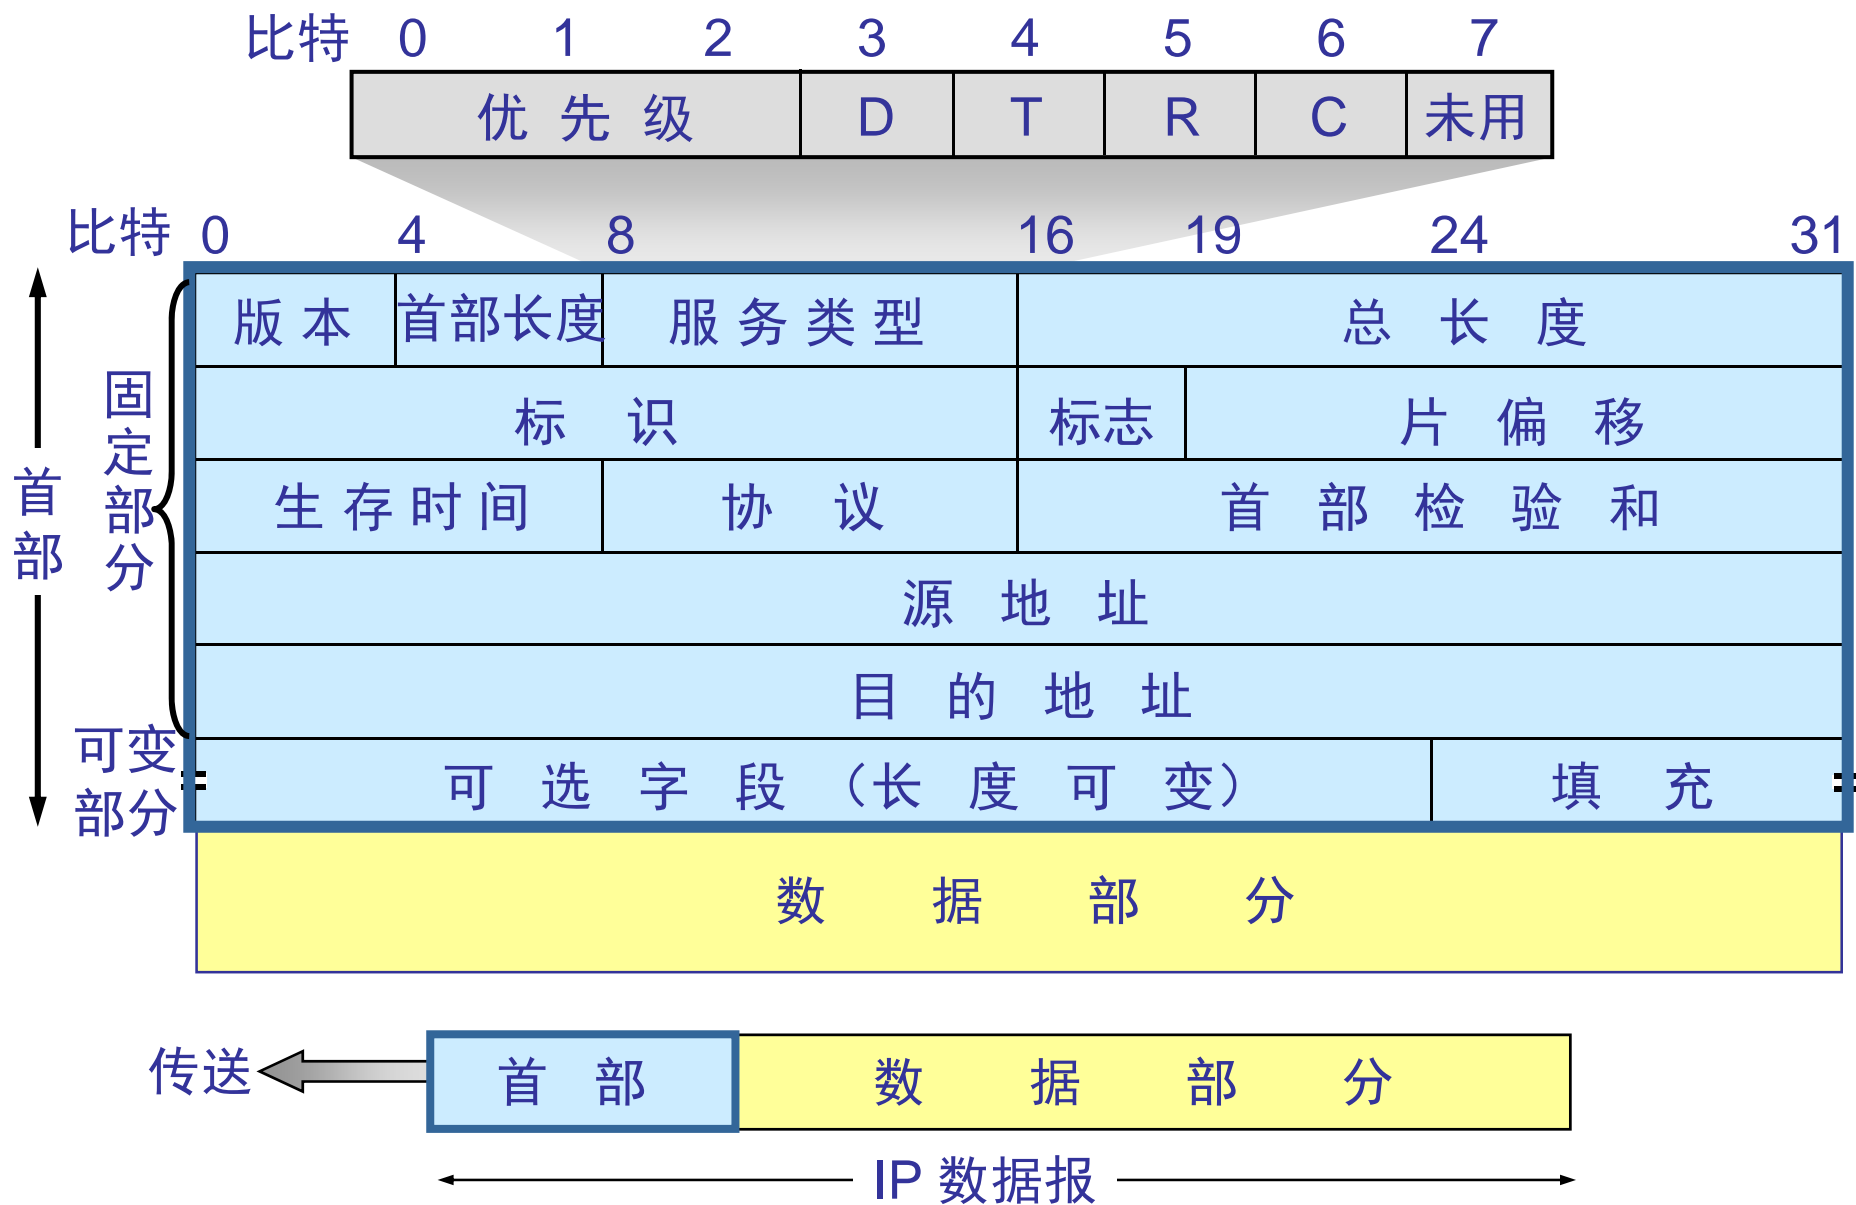 比特 0 1 2 3 4 5 6 7
优先级 D T R C 未用
比特 0 4 8 16 19 24 31
版本 首部长度 服务类型 总长度
标识 标志 片偏移
生存时间 协议 首部检验和
源地址
目的地址
可选字段（长度可变） 填充
首部
固定部分
可变
部分
数据部分
传送 首部 数据部分
IP 数据报